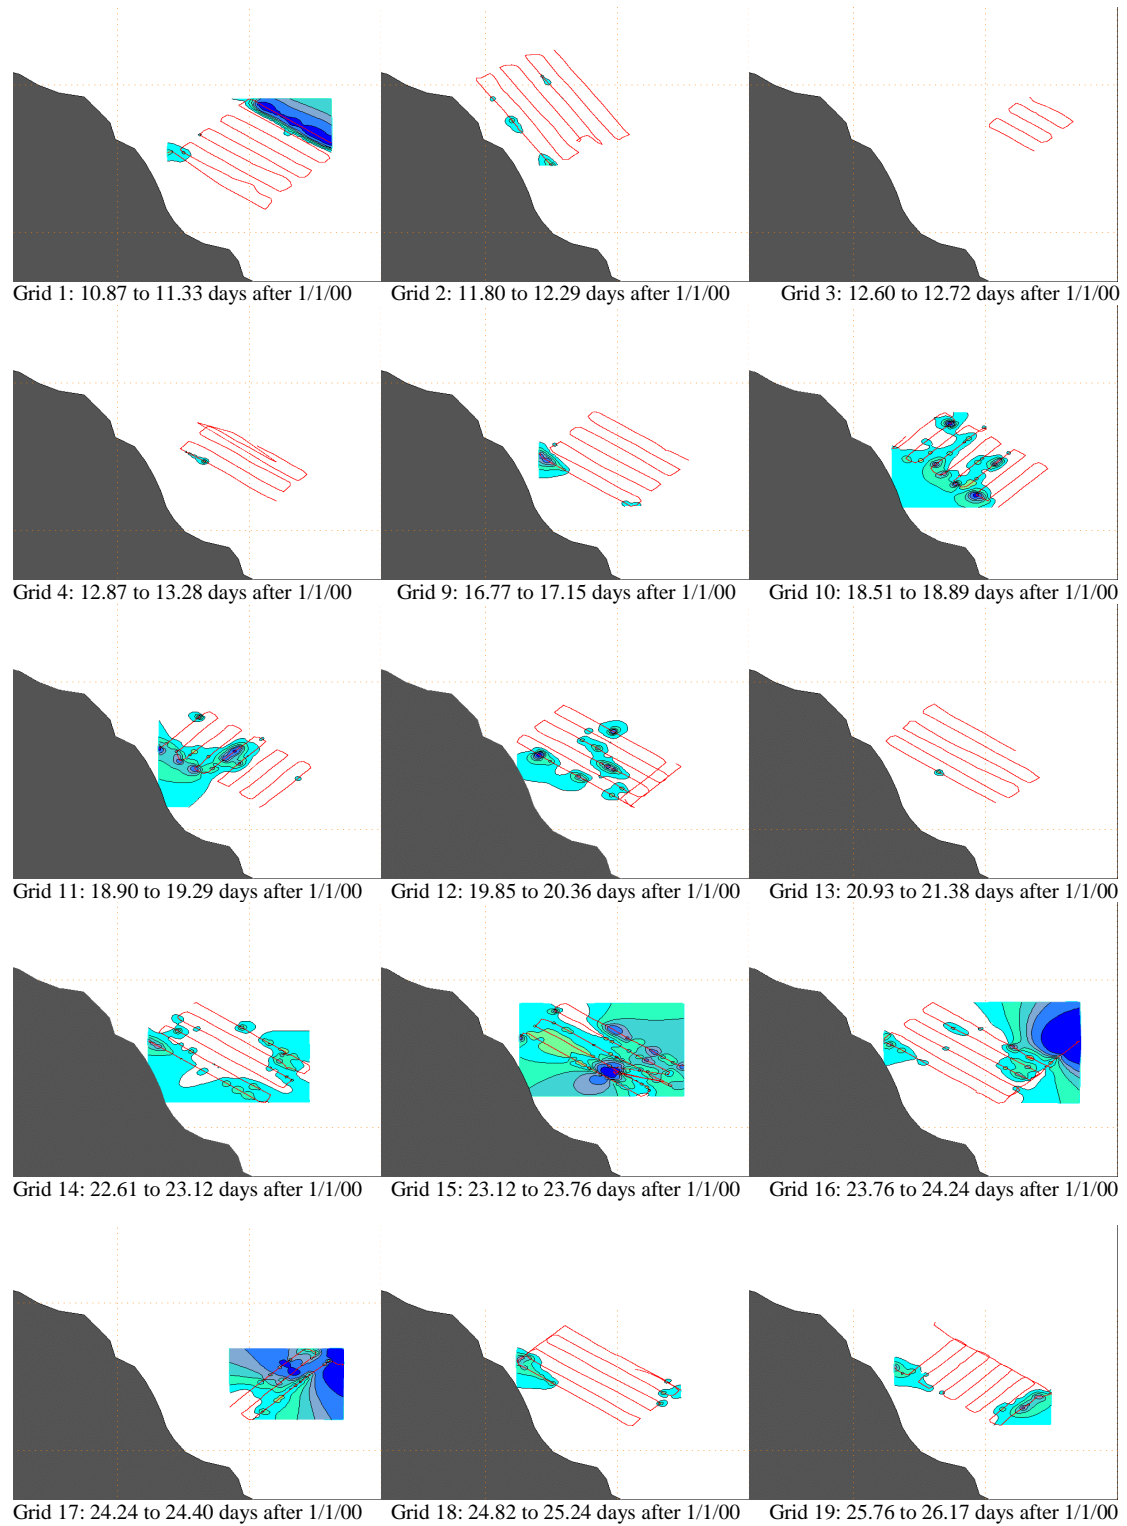 Grid 1: 10.87 to 11.33 days after 1/1/00 Grid 2: 11.80 to 12.29 days after 1/1/00 Grid 3: 12.60 to 12.72 days after 1/1/00
Grid 4: 12.87 to 13.28 days after 1/1/00 Grid 9: 16.77 to 17.15 days after 1/1/00 Grid 10: 18.51 to 18.89 days after 1/1/00
Grid 11: 18.90 to 19.29 days after 1/1/00 Grid 12: 19.85 to 20.36 days after 1/1/00 Grid 13: 20.93 to 21.38 days after 1/1/00
Grid 14: 22.61 to 23.12 days after 1/1/00 Grid 15: 23.12 to 23.76 days after 1/1/00 Grid 16: 23.76 to 24.24 days after 1/1/00
Grid 17: 24.24 to 24.40 days after 1/1/00 Grid 18: 24.82 to 25.24 days after 1/1/00 Grid 19: 25.76 to 26.17 days after 1/1/00